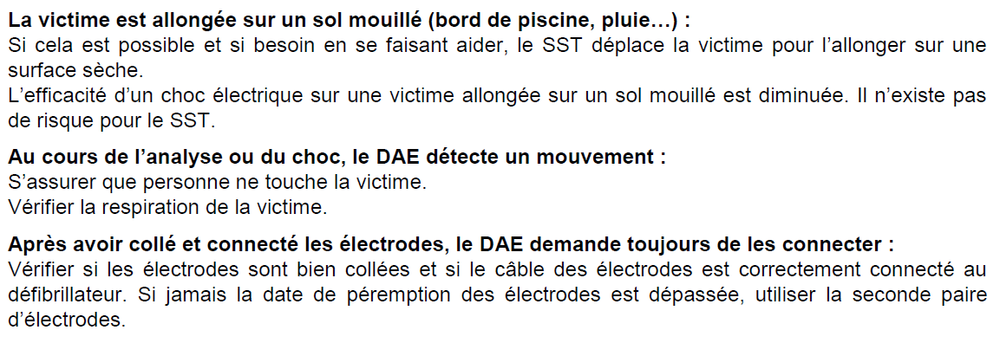 La victime est allongée sur un sol mouillé (bord de piscine, pluie…) :
Si cela est possible et si besoin en se faisant aider, le SST déplace la victime pour l’allonger sur une
surface sèche.
L’efficacité d’un choc électrique sur une victime allongée sur un sol mouillé est diminuée. Il n’existe pas
de risque pour le SST.
Au cours de l’analyse ou du choc, le DAE détecte un mouvement :
S’assurer que personne ne touche la victime.
Vérifier la respiration de la victime.
Après avoir collé et connecté les électrodes, le DAE demande toujours de les connecter :
Vérifier si les électrodes sont bien collées et si le câble des électrodes est correctement connecté au
défibrillateur. Si jamais la date de péremption des électrodes est dépassée, utiliser la seconde paire
d’électrodes.